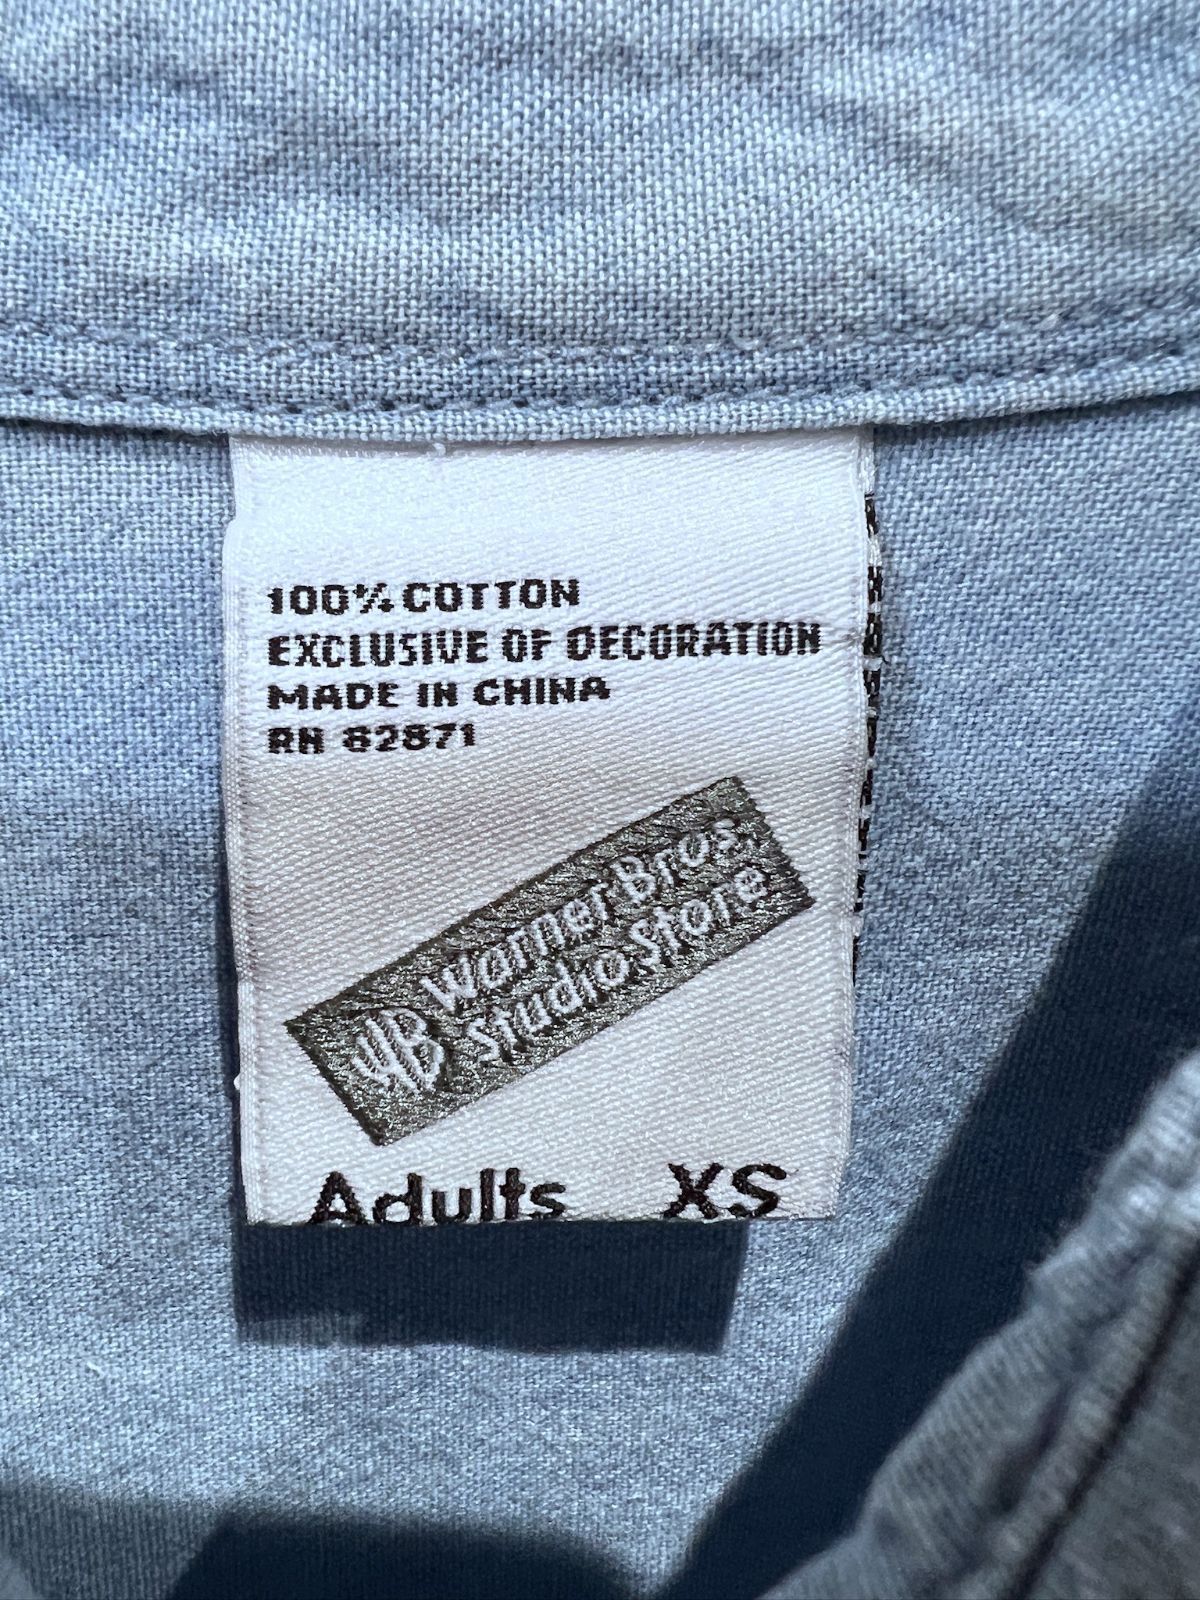 100% COTTON
EXCLUSIVE OF DECORATION
MADE IN CHINA
RN 82871
WB Warner Bros.
Studio Store
Adults XS